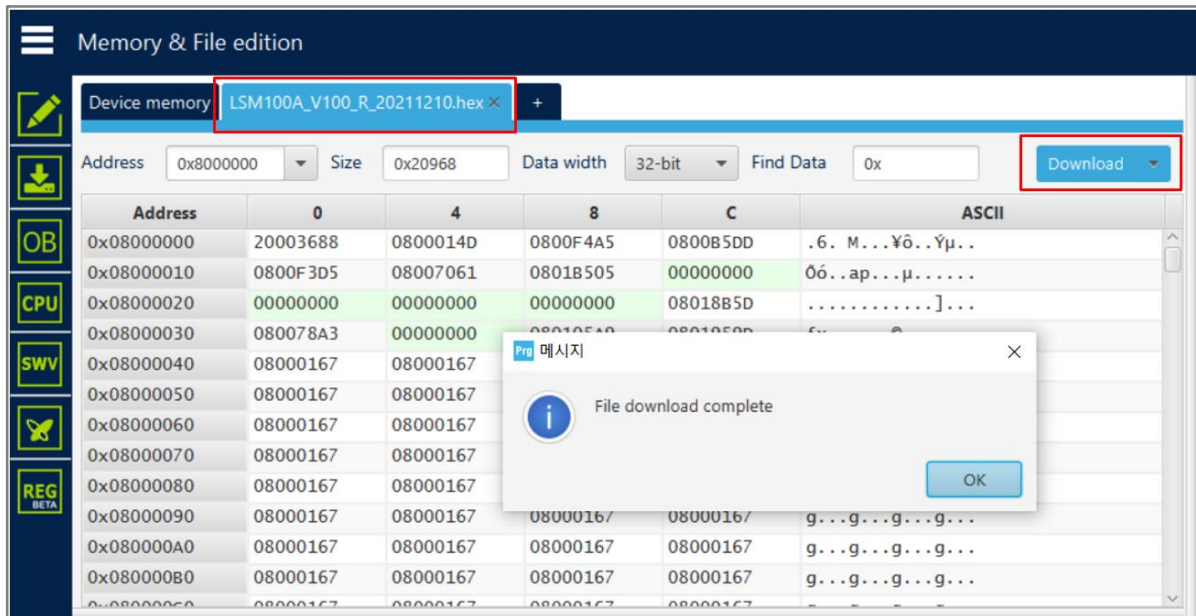 Memory & File edition
Device memory LSM100A_V100_R_20211210.hex × +
Address 0x8000000 Size 0x20968 Data width 32-bit Find Data 0x Download
Address 0 4 8 C ASCII
0x08000000 20003688 0800014D 0800F4A5 0800B5DD .6. M...¥ô..Ýµ..
OB 0x08000010 0800F3D5 08007061 0801B505 00000000 Õó..ap...µ......
CPU 0x08000020 00000000 00000000 00000000 08018B5D ............]...
0x08000030 080078A3 00000000
SWV 0x08000040 08000167 08000167
0x08000050 08000167 08000167
0x08000060 08000167 08000167
0x08000070 08000167 08000167
REG BETA 0x08000080 08000167 08000167
Prg 메시지 ×
File download complete
OK
0x08000090 08000167 08000167 08000167 08000167 g...g...g...g...
0x080000A0 08000167 08000167 08000167 08000167 g...g...g...g...
0x080000B0 08000167 08000167 08000167 08000167 g...g...g...g...